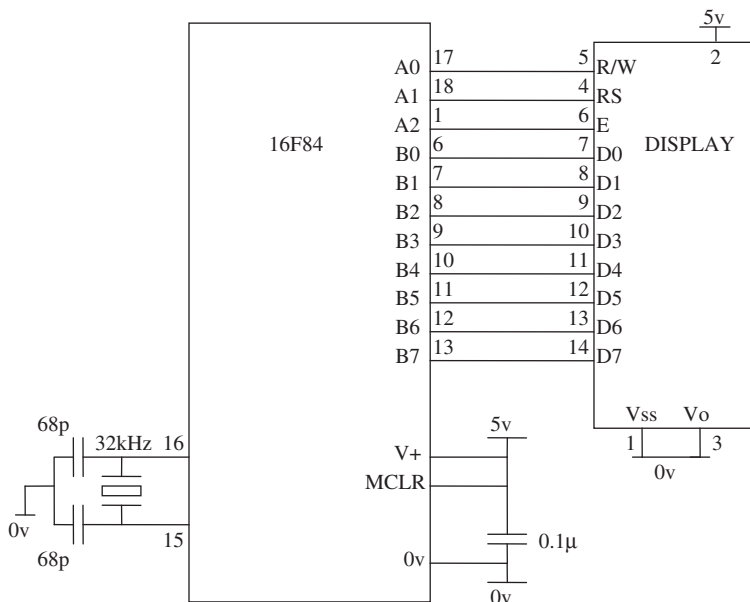 5v
2
A0 17 5 R/W
A1 18 4 RS
A2 1 6 E
16F84
DISPLAY
B0 6 7 D0
B1 7 8 D1
B2 8 9 D2
B3 9 10 D3
B4 10 11 D4
B5 11 12 D5
B6 12 13 D6
B7 13 14 D7
68p
32kHz
16
V+
5v
Vss Vo
1 3
0v
MCLR
0v
15
68p
0v
0.1μ
0v